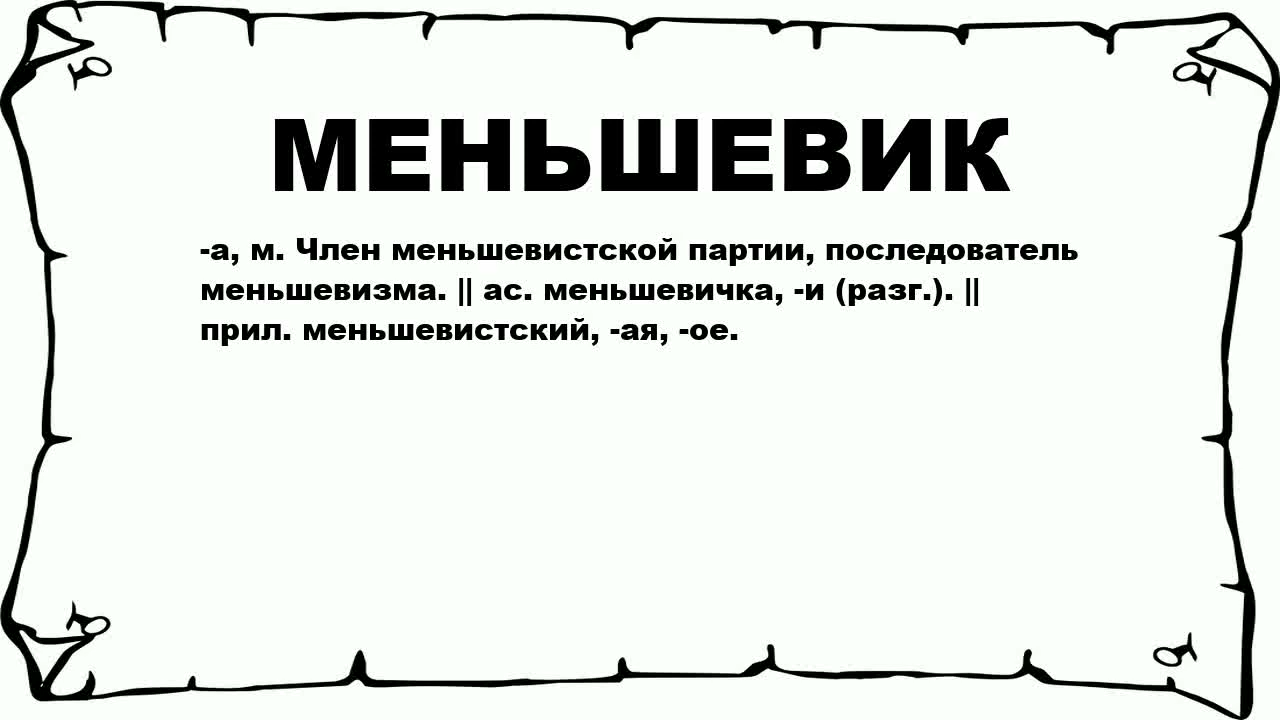 МЕНЬШЕВИК
-а, м. Член меньшевистской партии, последователь
меньшевизма. || ас. меньшевичка, -и (разг.). ||
прил. меньшевистский, -ая, -ое.